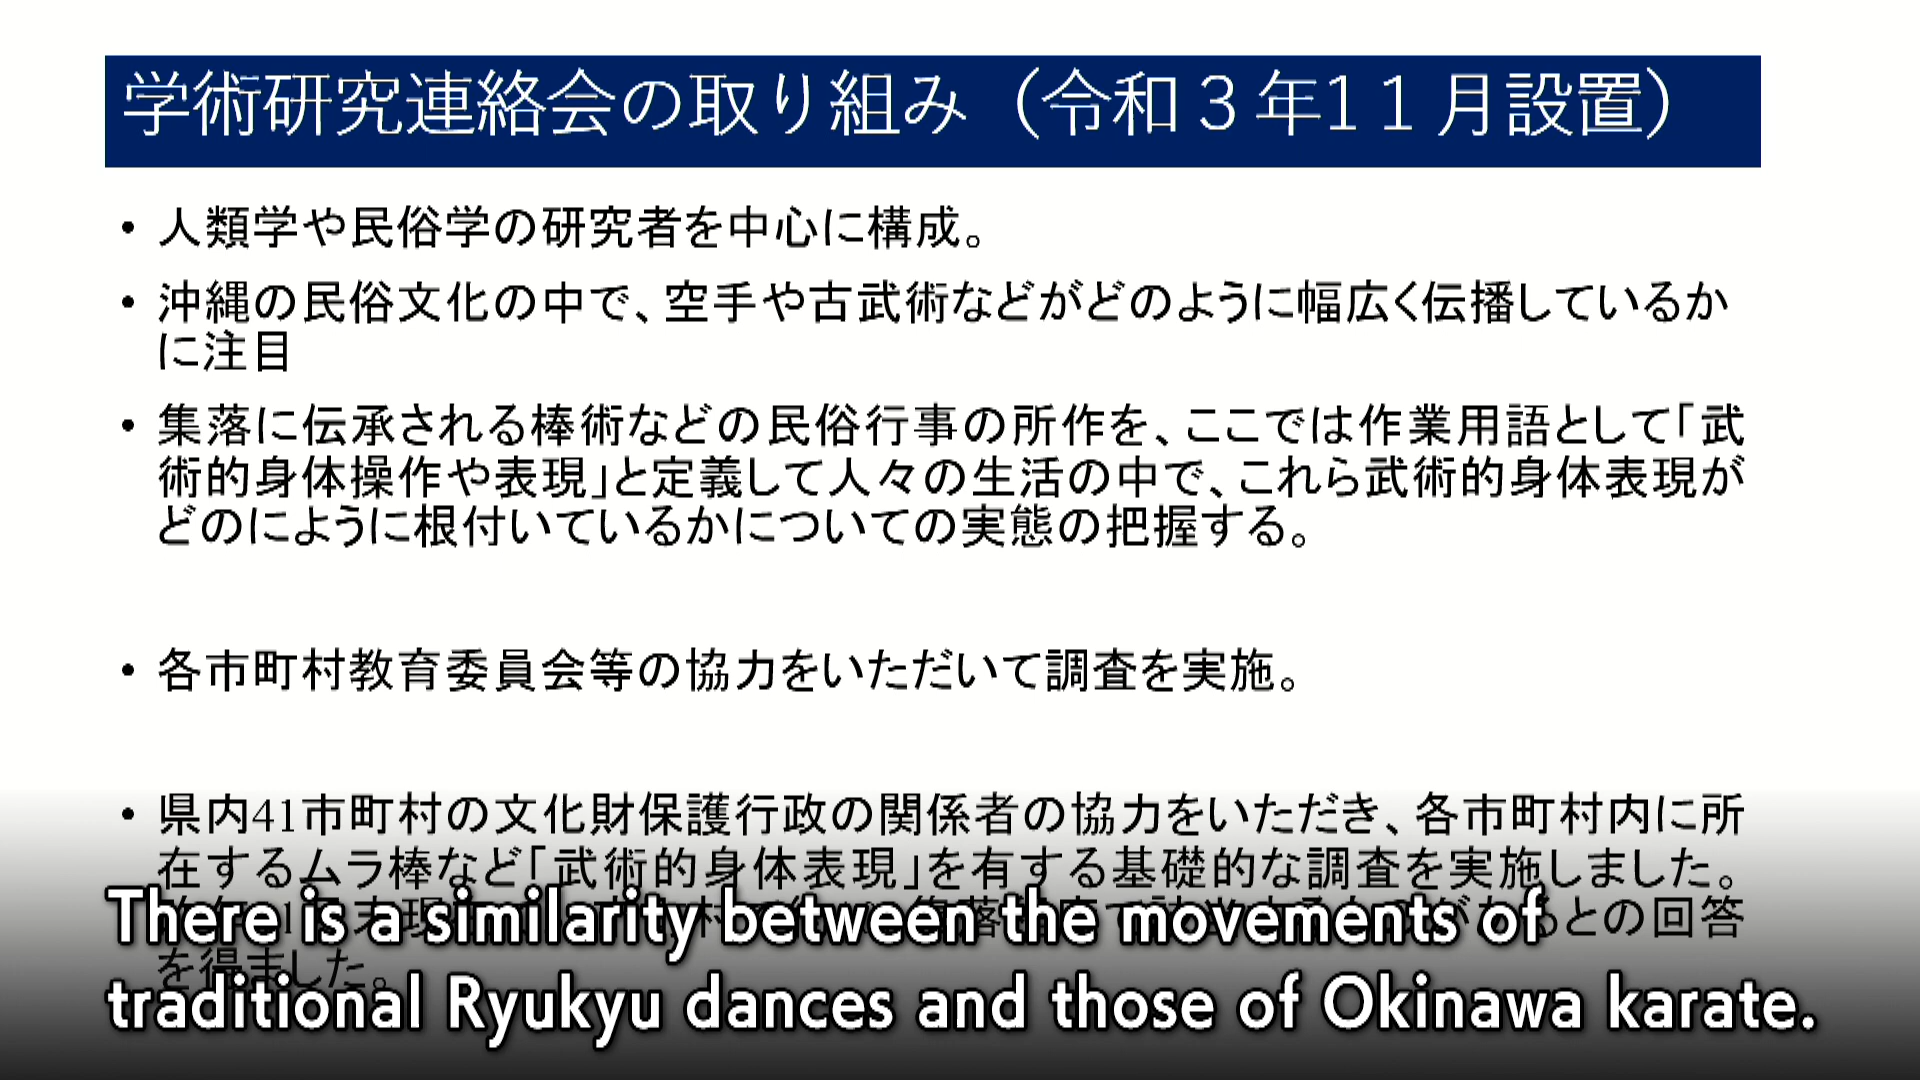 学術研究連絡会の取り組み（令和３年1１月設置）
• 人類学や民俗学の研究者を中心に構成。
• 沖縄の民俗文化の中で、空手や古武術などがどのように幅広く伝播しているか
に注目
• 集落に伝承される棒術などの民俗行事の所作を、ここでは作業用語として「武
術的身体操作や表現」と定義して人々の生活の中で、これら武術的身体表現が
どのにように根付いているかについての実態の把握する。
• 各市町村教育委員会等の協力をいただいて調査を実施。
• 県内41市町村の文化財保護行政の関係者の協力をいただき、各市町村内に所
在するムラ棒など「武術的身体表現」を有する基礎的な調査を実施しました。
との回答
を得ました。
There is a similarity between the movements of
traditional Ryukyu dances and those of Okinawa karate.